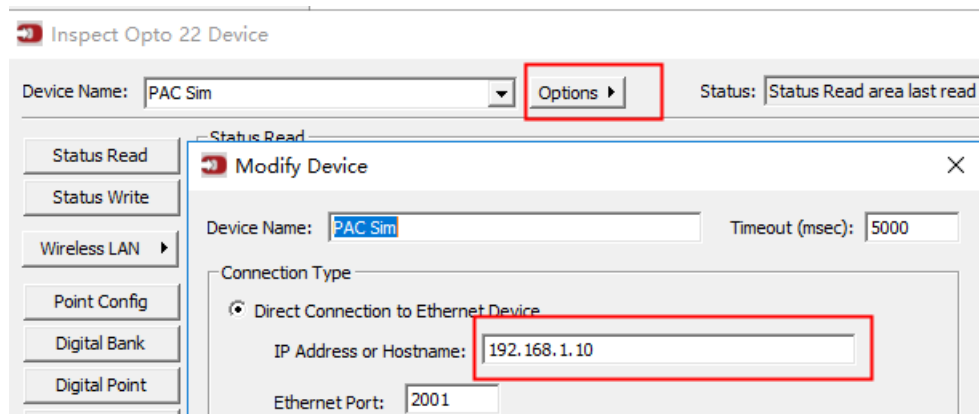 Inspect Opto 22 Device
Device Name: PAC Sim Options Status: Status Read area last read
Status Read
Status Read
Modify Device
Status Write
Device Name: PAC Sim Timeout (msec): 5000
Wireless LAN
Connection Type
Point Config
Direct Connection to Ethernet Device
Digital Bank
IP Address or Hostname: 192.168.1.10
Digital Point
Ethernet Port: 2001